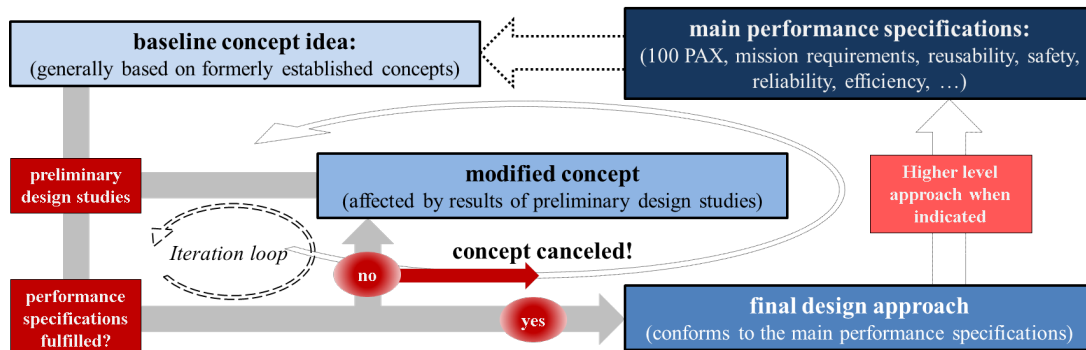 baseline concept idea:
(generally based on formerly established concepts)
main performance specifications:
(100 PAX, mission requirements, reusability, safety,
reliability, efficiency, …)
preliminary
design studies
modified concept
(affected by results of preliminary design studies)
Higher level
approach when
indicated
Iteration loop
concept canceled!
no
performance
specifications
fulfilled?
yes
final design approach
(conforms to the main performance specifications)